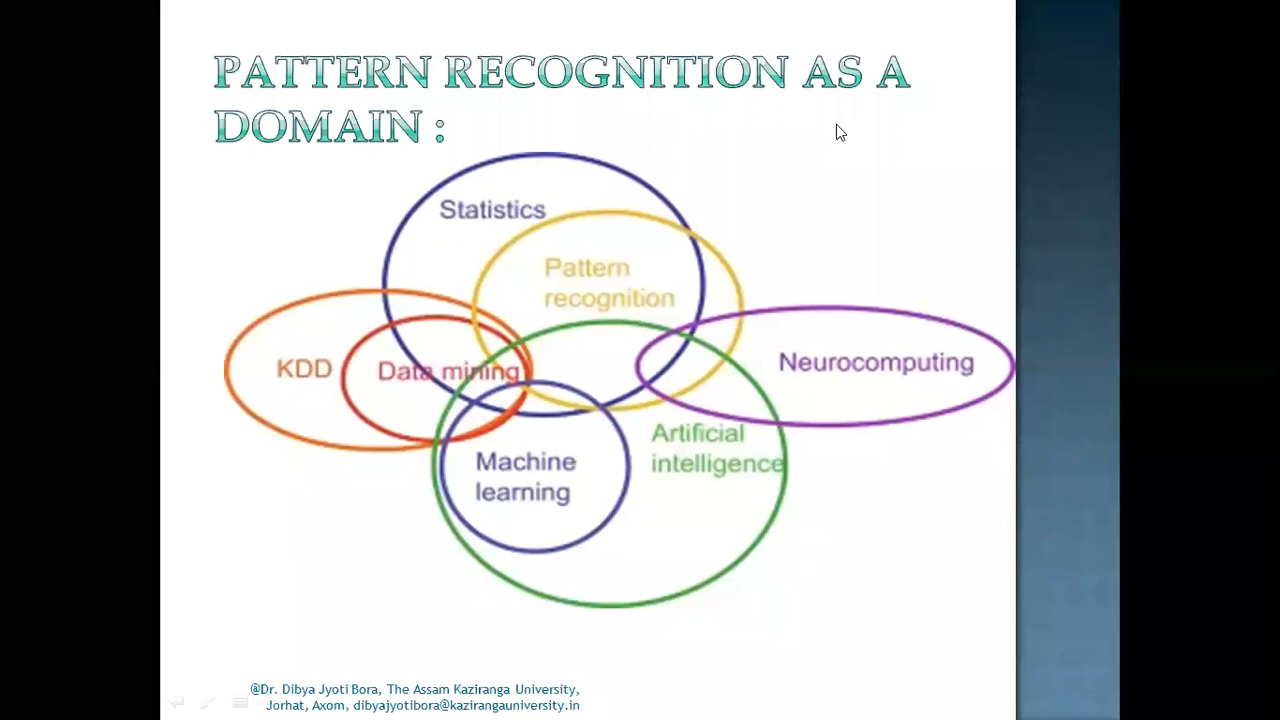 PATTERN RECOGNITION AS A
DOMAIN :
Statistics
Pattern
recognition
KDD
Data mining
Neurocomputing
Artificial
intelligence
Machine
learning
@Dr. Dibya Jyoti Bora, The Assam Kaziranga University,
Jorhat, Axom, dibyajyotibora@kazirangauniversity.in